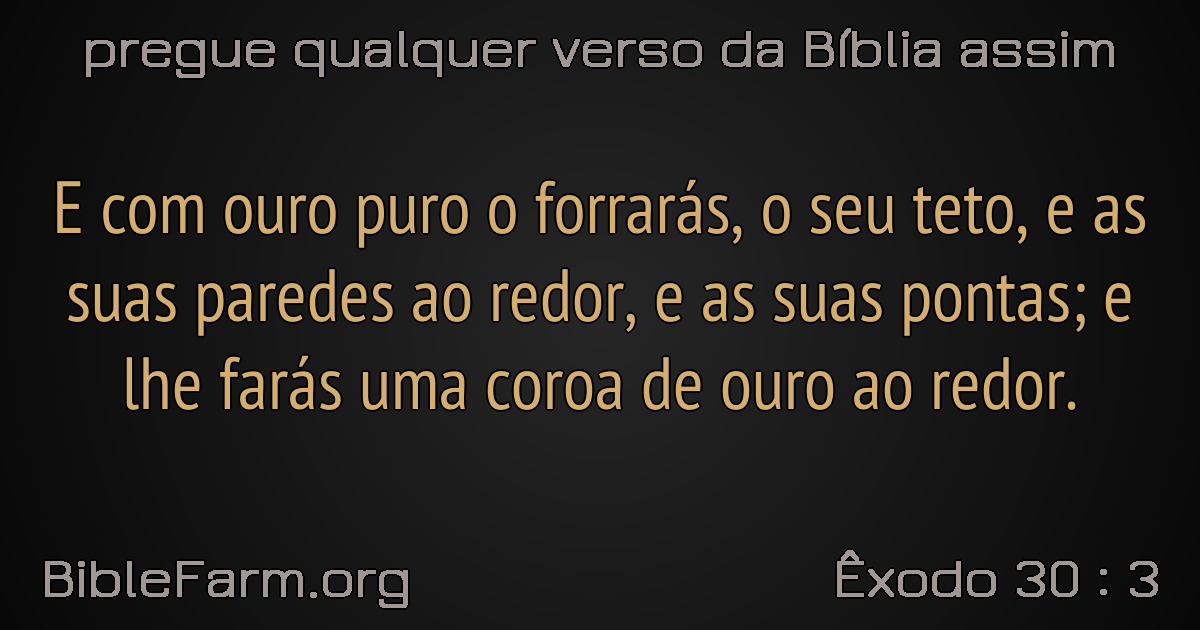 pregue qualquer verso da Bíblia assim
E com ouro puro o forrarás, o seu teto, e as
suas paredes ao redor, e as suas pontas; e
lhe farás uma coroa de ouro ao redor.
BibleFarm.org
Êxodo 30 : 3